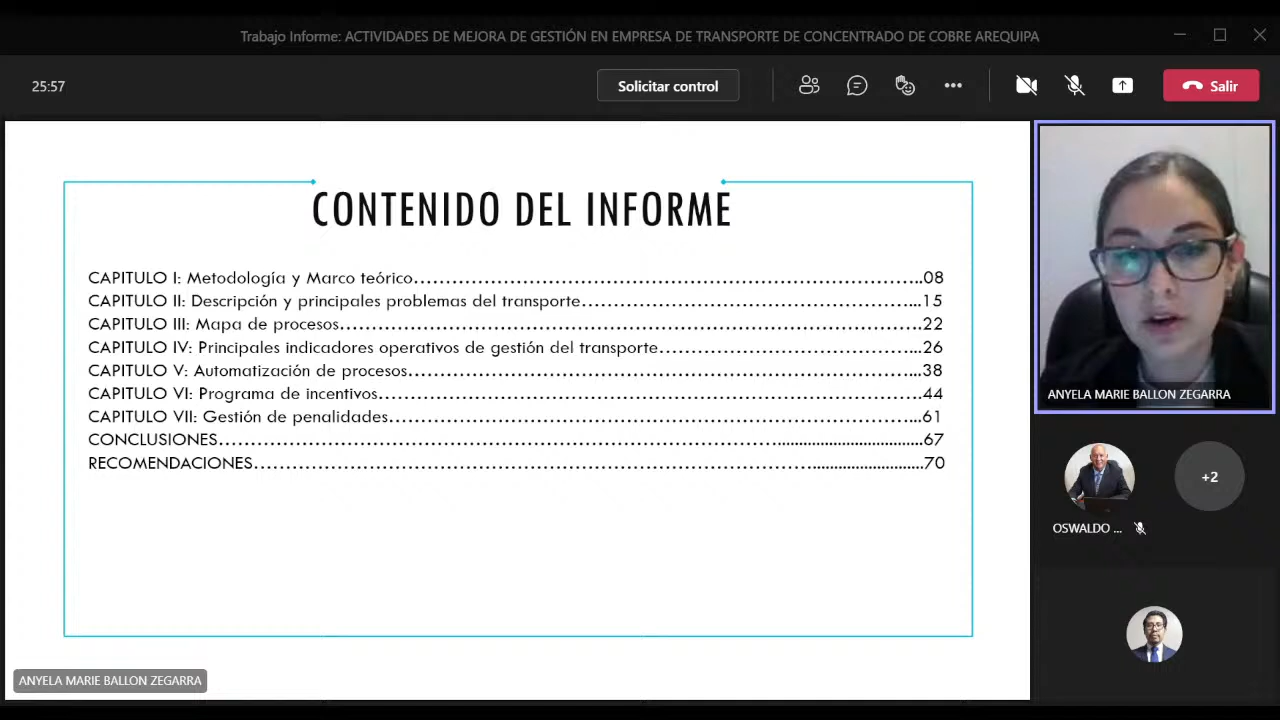 Trabajo Informe: ACTIVIDADES DE MEJORA DE GESTIÓN EN EMPRESA DE TRANSPORTE DE CONCENTRADO DE COBRE AREQUIPA
25:57
Solicitar control
Salir
CONTENIDO DEL INFORME
CAPITULO I: Metodología y Marco teórico……………………………………………………………………..08
CAPITULO II: Descripción y principales problemas del transporte……………………………………………...15
CAPITULO III: Mapa de procesos……………………………………………………………………………….22
CAPITULO IV: Principales indicadores operativos de gestión del transporte…………………………………...26
CAPITULO V: Automatización de procesos……………………………………………………………………...38
CAPITULO VI: Programa de incentivos………………………………………………………………………….44
CAPITULO VII: Gestión de penalidades………………………………………………………………………...61
CONCLUSIONES……………………………………………………………………………....................................67
RECOMENDACIONES……………………………………………………………………………...........................70
ANYELA MARIE BALLON ZEGARRA
OSWALDO ...
+2
ANYELA MARIE BALLON ZEGARRA